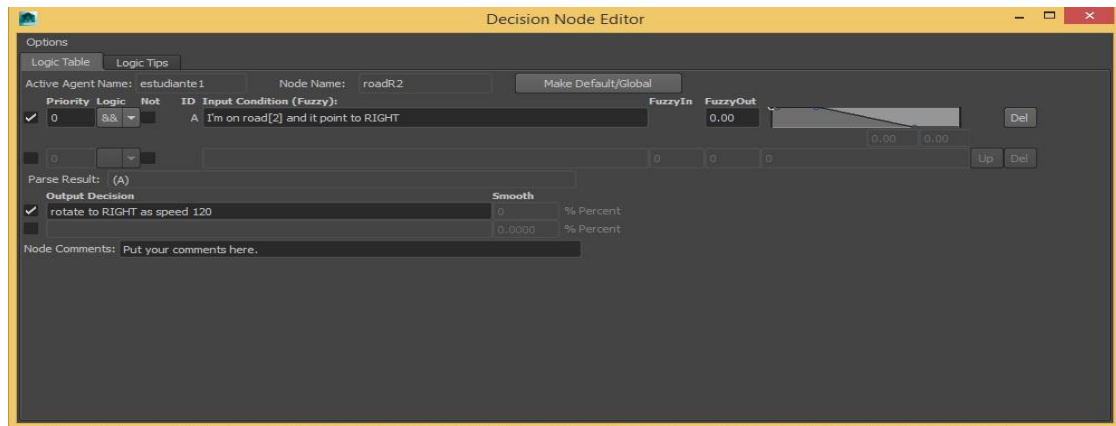 Decision Node Editor
Options
Logic Table Logic Tips
Active Agent Name: estudiante1 Node Name: roadR2 Make Default/Global
Priority Logic Not ID Input Condition (Fuzzy): FuzzyIn FuzzyOut
0 && A I'm on road[2] and it point to RIGHT 0.00 Del
0.00 0.00
0 0 0 0 Up Del
Parse Result: (A)
Output Decision Smooth
rotate to RIGHT as speed 120 0 % Percent
0.0000 % Percent
Node Comments: Put your comments here.